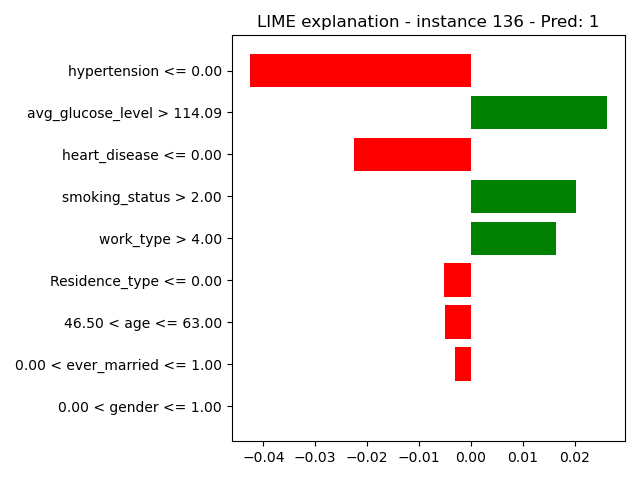 LIME explanation - instance 136 - Pred: 1
hypertension <= 0.00
avg_glucose_level > 114.09
heart_disease <= 0.00
smoking_status > 2.00
work_type > 4.00
Residence_type <= 0.00
46.50 < age <= 63.00
0.00 < ever_married <= 1.00
0.00 < gender <= 1.00
−0.04 −0.03 −0.02 −0.01 0.00 0.01 0.02